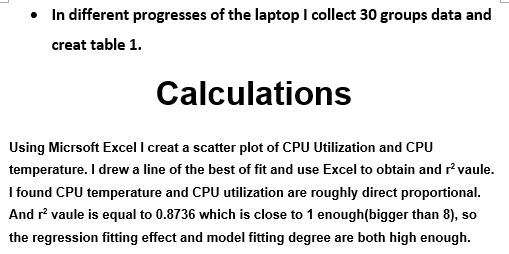 • In different progresses of the laptop I collect 30 groups data and
creat table 1.
Calculations
Using Micrsoft Excel I creat a scatter plot of CPU Utilization and CPU
temperature. I drew a line of the best of fit and use Excel to obtain and r² vaule.
I found CPU temperature and CPU utilization are roughly direct proportional.
And r² vaule is equal to 0.8736 which is close to 1 enough(bigger than 8), so
the regression fitting effect and model fitting degree are both high enough.